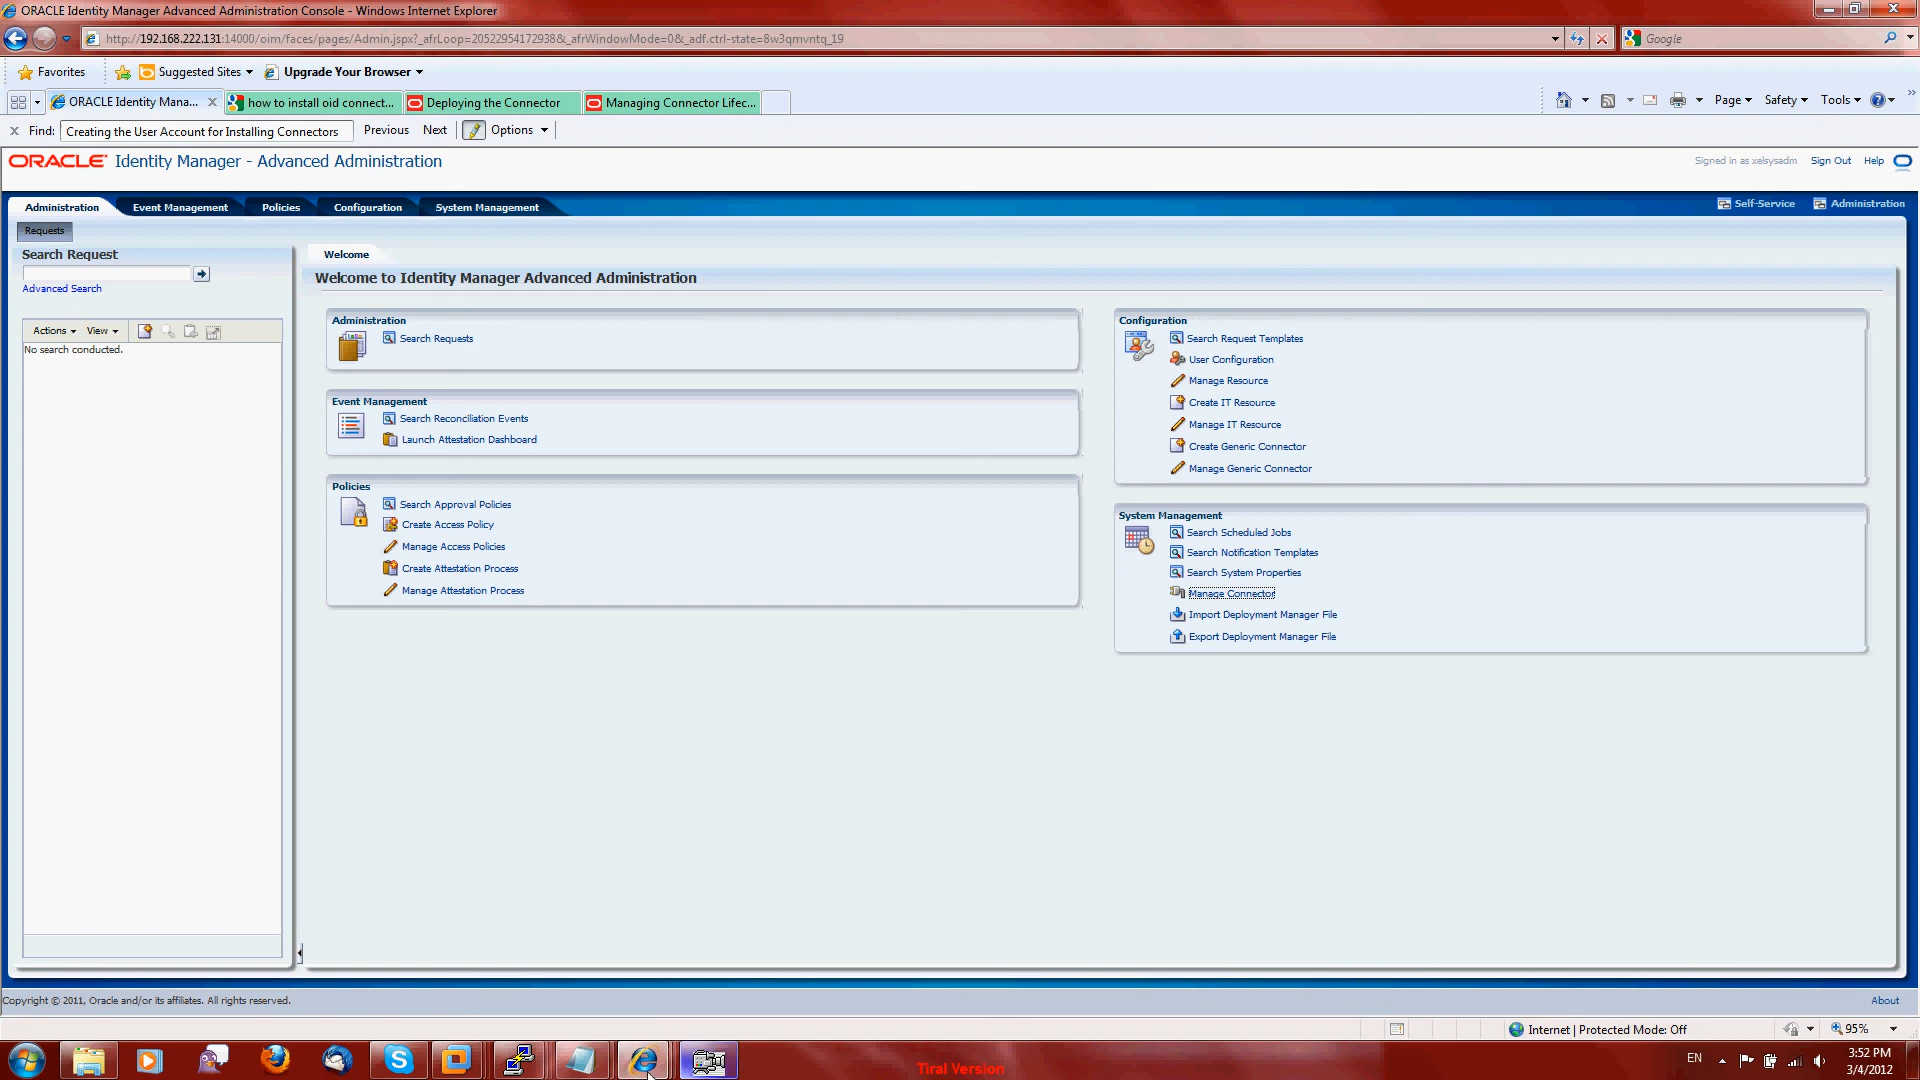 ORACLE Identity Manager Advanced Administration Console - Windows Internet Explorer
http://192.168.222.131:14000/oim/faces/pages/Admin.jspx?_afrLoop=20522954172938&_afrWindowMode=0&_adf.ctrl-state=8w3qmvntq_19
Google
Favorites
Suggested Sites
Upgrade Your Browser
ORACLE Identity Mana...
how to install oid connect...
Deploying the Connector
Managing Connector Lifec...
Page
Safety
Tools
Find: Creating the User Account for Installing Connectors
Previous
Next
Options
ORACLE Identity Manager - Advanced Administration
Signed in as xelsysadm
Sign Out
Help
Administration
Event Management
Policies
Configuration
System Management
Self-Service
Administration
Requests
Search Request
Advanced Search
Actions
View
No search conducted.
Welcome
Welcome to Identity Manager Advanced Administration
Administration
Search Requests
Event Management
Search Reconciliation Events
Launch Attestation Dashboard
Policies
Search Approval Policies
Create Access Policy
Manage Access Policies
Create Attestation Process
Manage Attestation Process
Configuration
Search Request Templates
User Configuration
Manage Resource
Create IT Resource
Manage IT Resource
Create Generic Connector
Manage Generic Connector
System Management
Search Scheduled Jobs
Search Notification Templates
Search System Properties
Manage Connector
Import Deployment Manager File
Export Deployment Manager File
Copyright © 2011, Oracle and/or its affiliates. All rights reserved.
About
Internet | Protected Mode: Off
95%
EN
3:52 PM
3/4/2012
Tiral Version